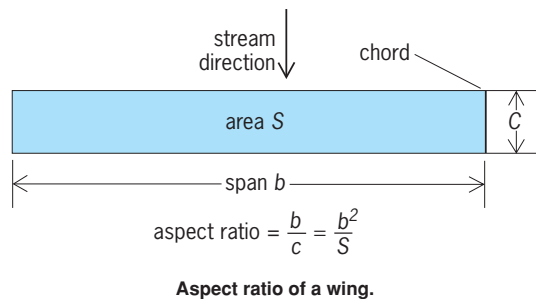 stream
direction
chord
area S
C
span b
aspect ratio = b/c = b²/S
Aspect ratio of a wing.